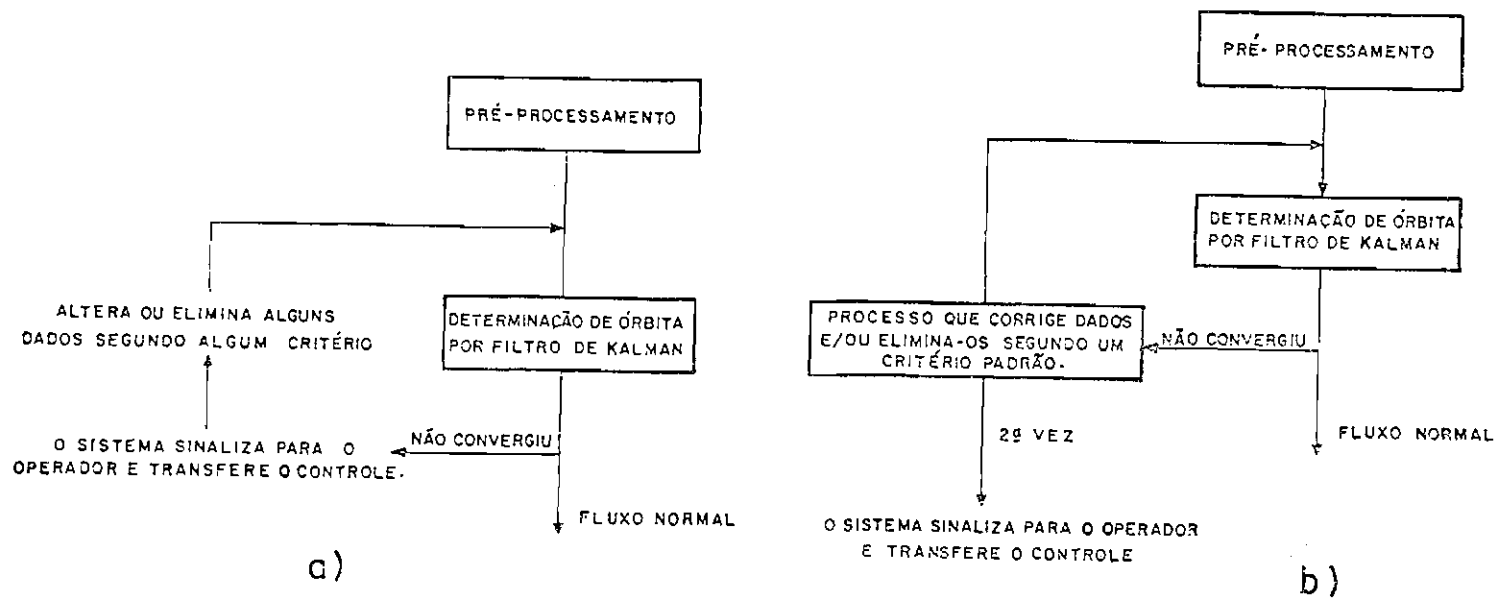 PRÉ-PROCESSAMENTO
DETERMINAÇÃO DE ÓRBITA
POR FILTRO DE KALMAN
NÃO CONVERGIU
O SISTEMA SINALIZA PARA O
OPERADOR E TRANSFERE O CONTROLE.
ALTERA OU ELIMINA ALGUNS
DADOS SEGUNDO ALGUM CRITÉRIO
FLUXO NORMAL
a)
PRÉ-PROCESSAMENTO
DETERMINAÇÃO DE ÓRBITA
POR FILTRO DE KALMAN
NÃO CONVERGIU
PROCESSO QUE CORRIGE DADOS
E/OU ELIMINA-OS SEGUNDO UM
CRITÉRIO PADRÃO.
2ª VEZ
FLUXO NORMAL
O SISTEMA SINALIZA PARA O OPERADOR
E TRANSFERE O CONTROLE
b)